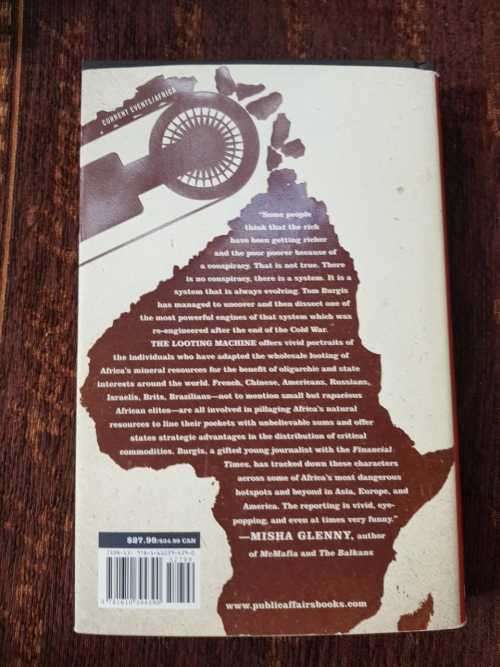 CURRENT EVENTS/AFRICA
"Some people
think that the rich
have been getting richer
and the poor poorer because of
a conspiracy. That is not true. There
is no conspiracy, there is a system. It is a
system that is always evolving. Tom Burgis
has managed to uncover and then dissect one of
the most powerful engines of that system which was
re-engineered after the end of the Cold War.
THE LOOTING MACHINE offers vivid portraits of
the individuals who have adapted the wholesale looting of
Africa's mineral resources for the benefit of oligarchic and state
interests around the world. French, Chinese, Americans, Russians,
Israelis, Brits, Brazilians—not to mention small but rapacious
African elites—are all involved in pillaging Africa's natural
resources to line their pockets with unbelievable sums and offer
states strategic advantages in the distribution of critical
commodities. Burgis, a gifted young journalist with the Financial
Times, has tracked down these characters
across some of Africa's most dangerous
hotspots and beyond in Asia, Europe, and
America. The reporting is vivid, eye-
popping, and even at times very funny."
—MISHA GLENNY, author
of McMafia and The Balkans
$27.99/$34.99 CAN
www.publicaffairsbooks.com